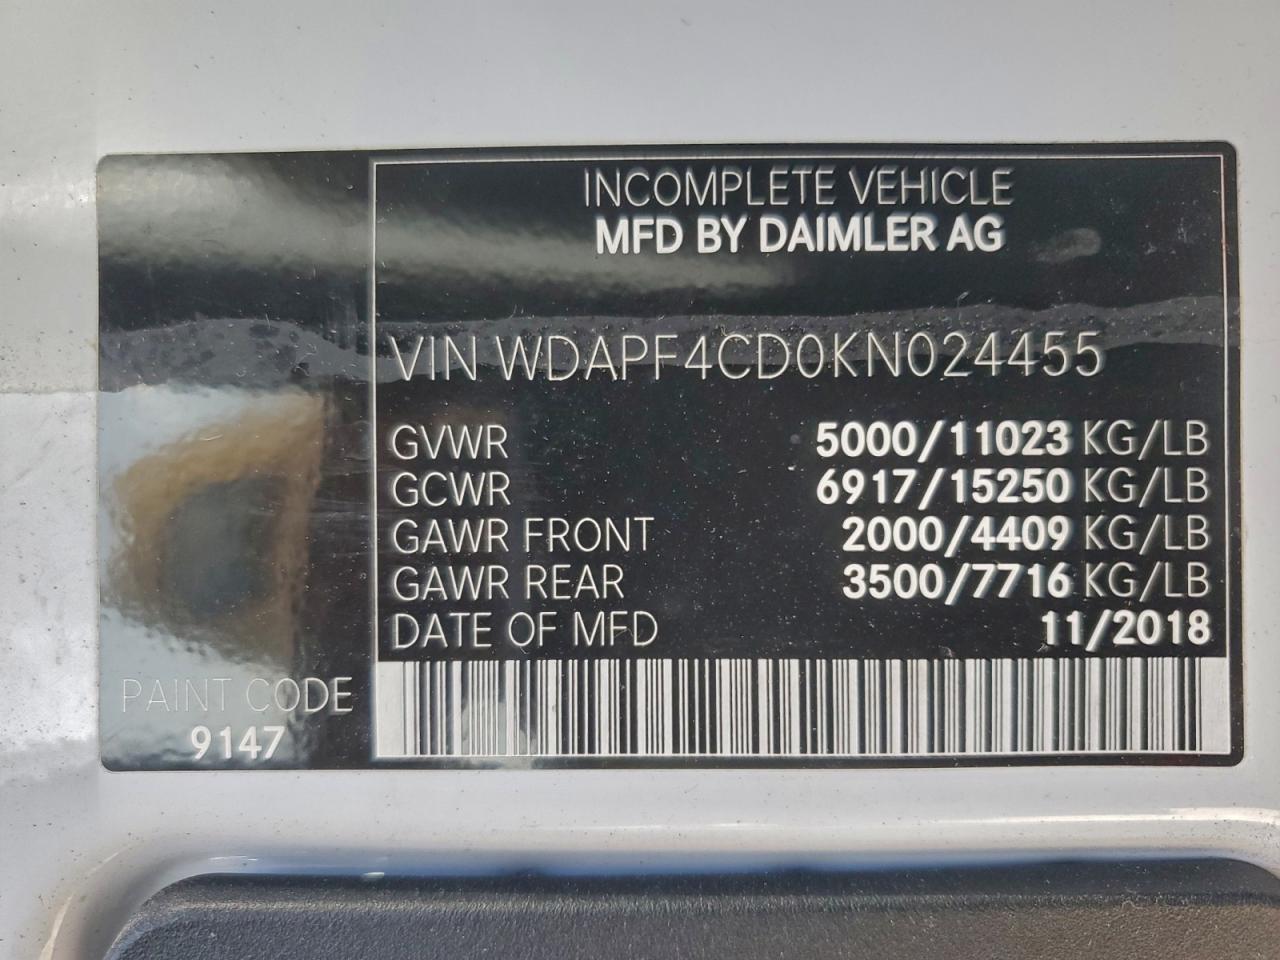 INCOMPLETE VEHICLE
MFD BY DAIMLER AG
VIN WDAPF4CD0KN024455
GVWR 5000/11023 KG/LB
GCWR 6917/15250 KG/LB
GAWR FRONT 2000/4409 KG/LB
GAWR REAR 3500/7716 KG/LB
DATE OF MFD 11/2018
PAINT CODE
9147